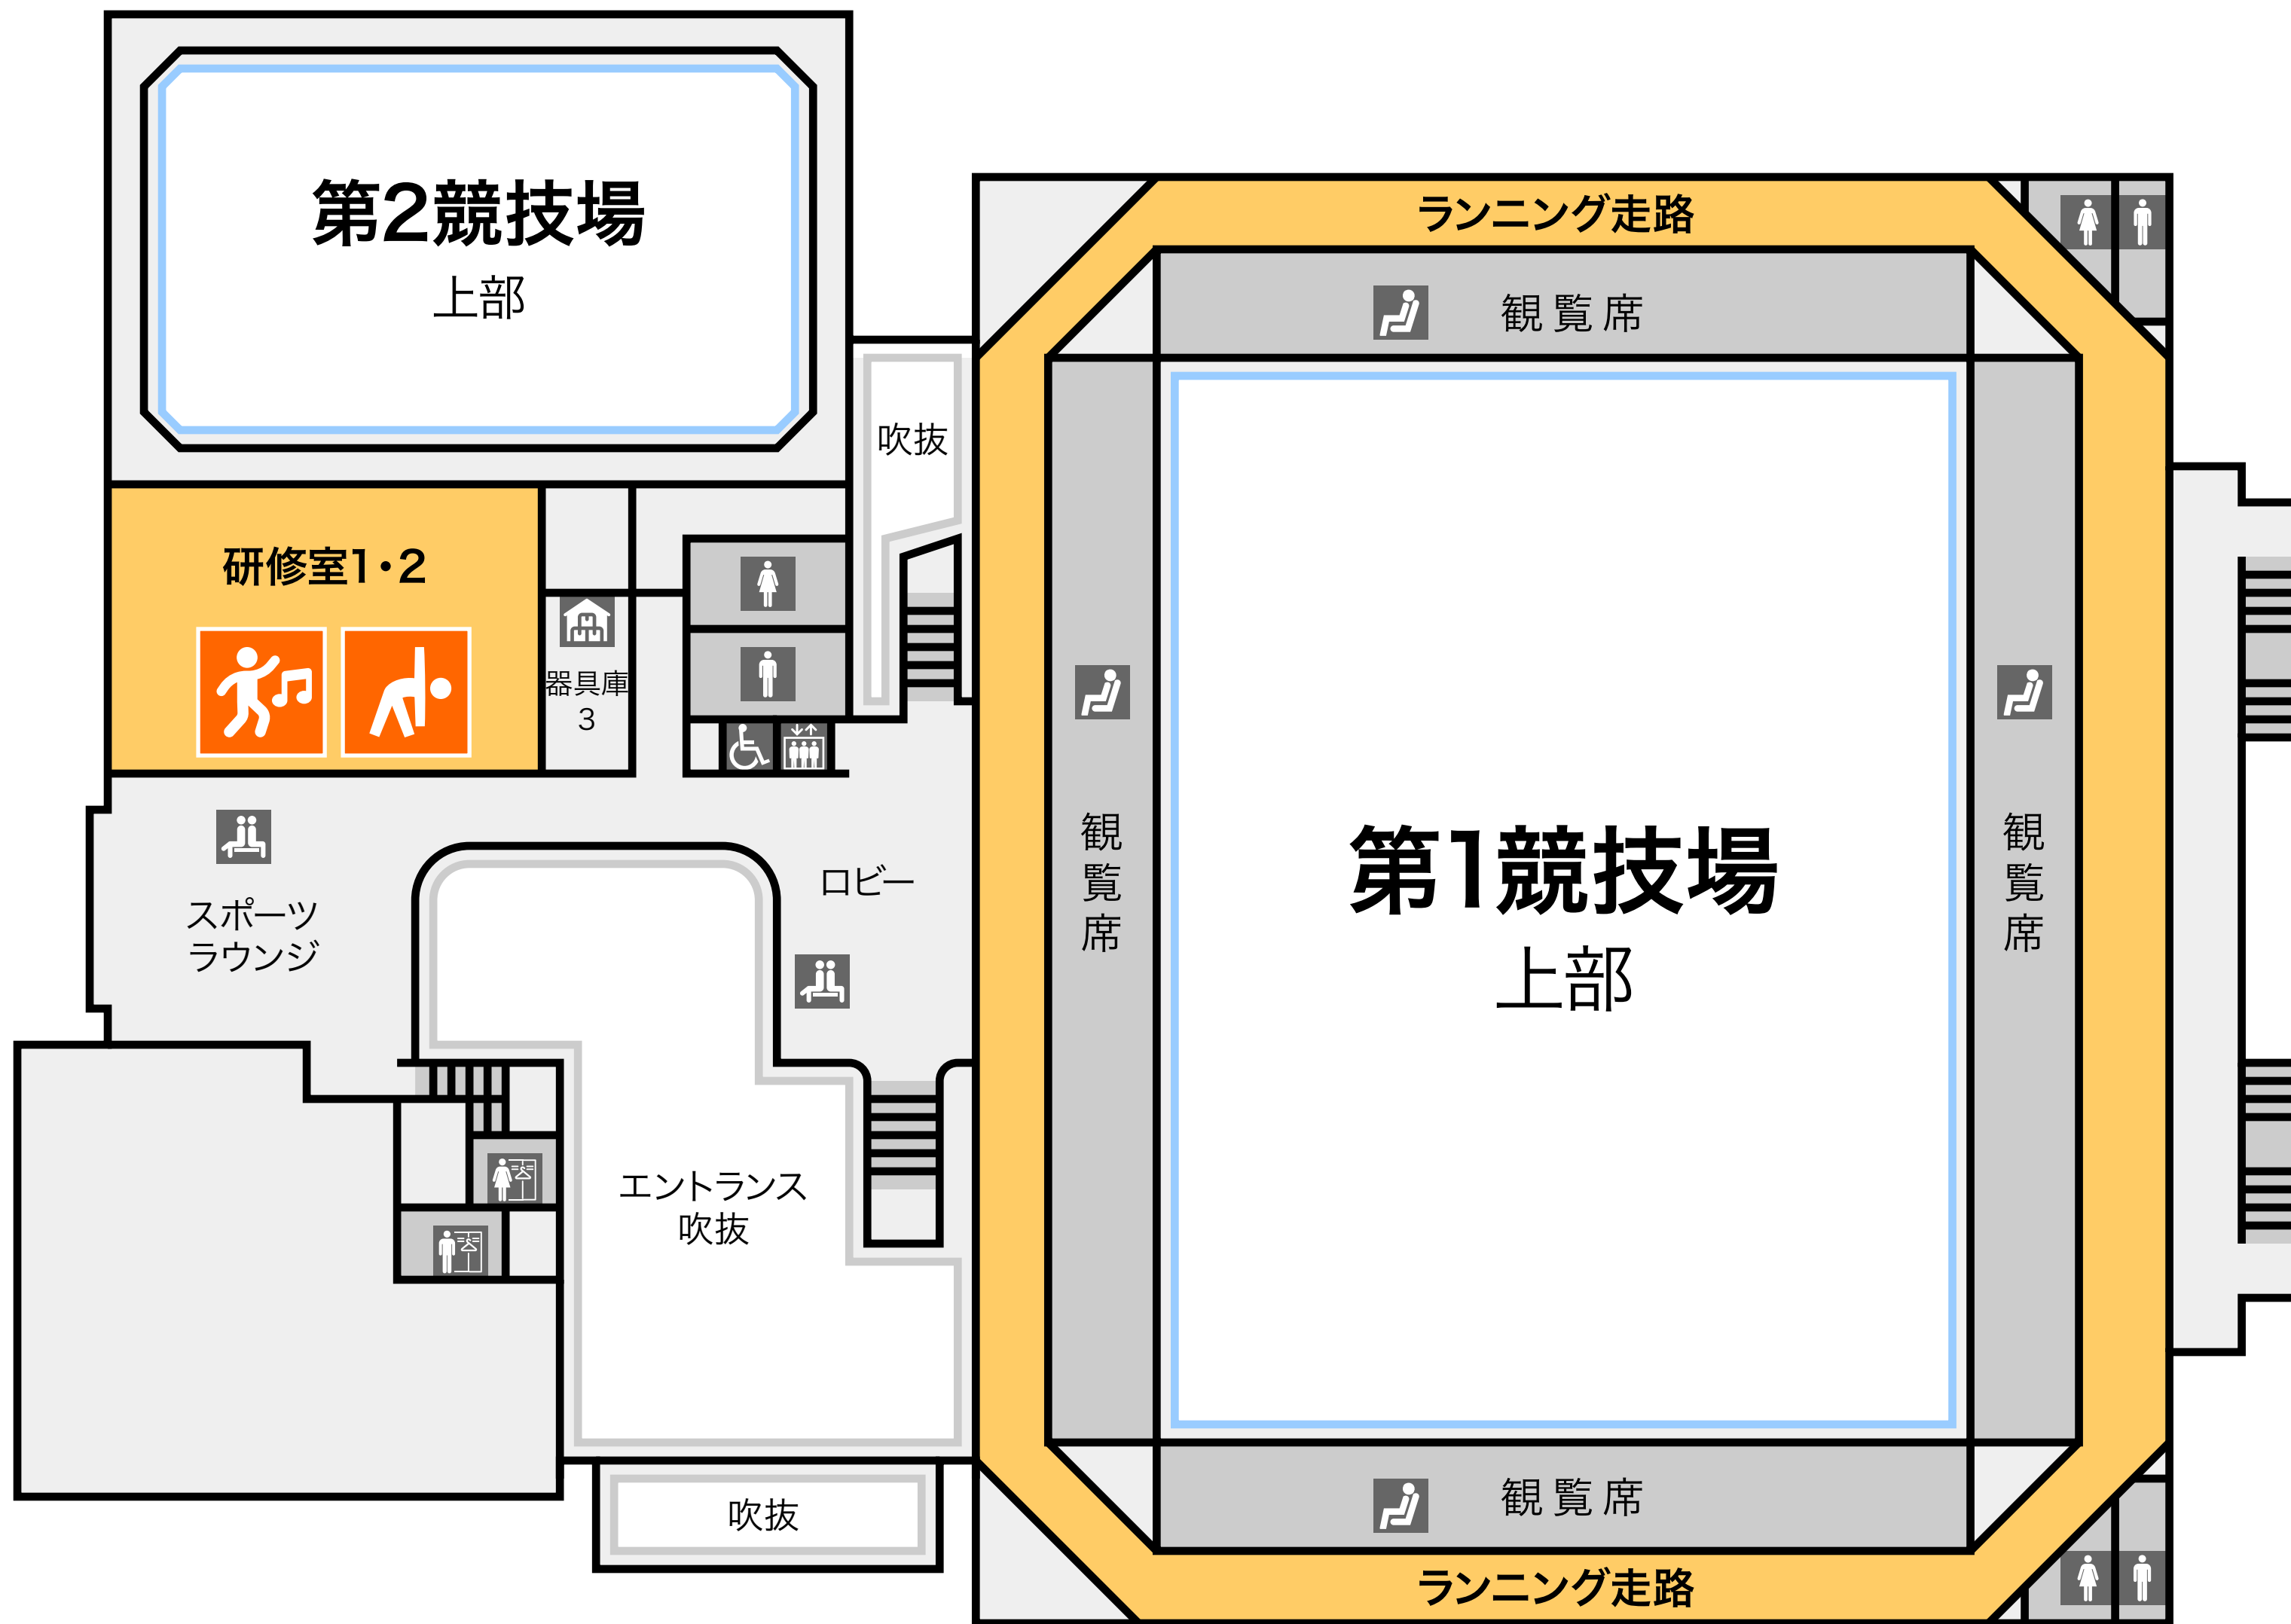 第2競技場
上部
ランニング走路
観覧席
吹抜
研修室1・2
器具庫
3
観覧席
観覧席
第1競技場
上部
ロビー
スポーツ
ラウンジ
エントランス
吹抜
観覧席
吹抜
ランニング走路